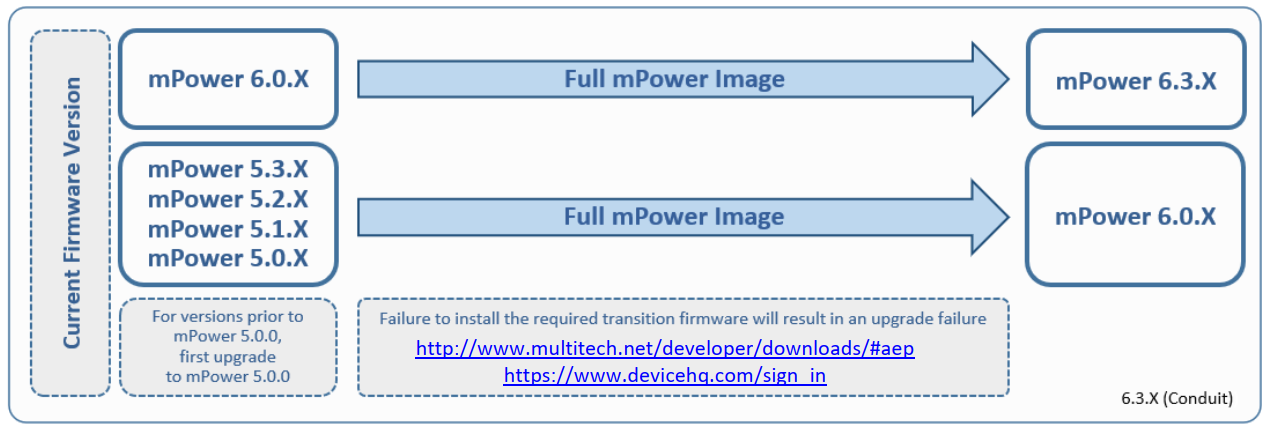 Current Firmware Version
mPower 6.0.X
Full mPower Image
mPower 6.3.X
mPower 5.3.X
mPower 5.2.X
mPower 5.1.X
mPower 5.0.X
Full mPower Image
mPower 6.0.X
For versions prior to
mPower 5.0.0,
first upgrade
to mPower 5.0.0
Failure to install the required transition firmware will result in an upgrade failure
http://www.multitech.net/developer/downloads/#aep
https://www.devicehq.com/sign_in
6.3.X (Conduit)